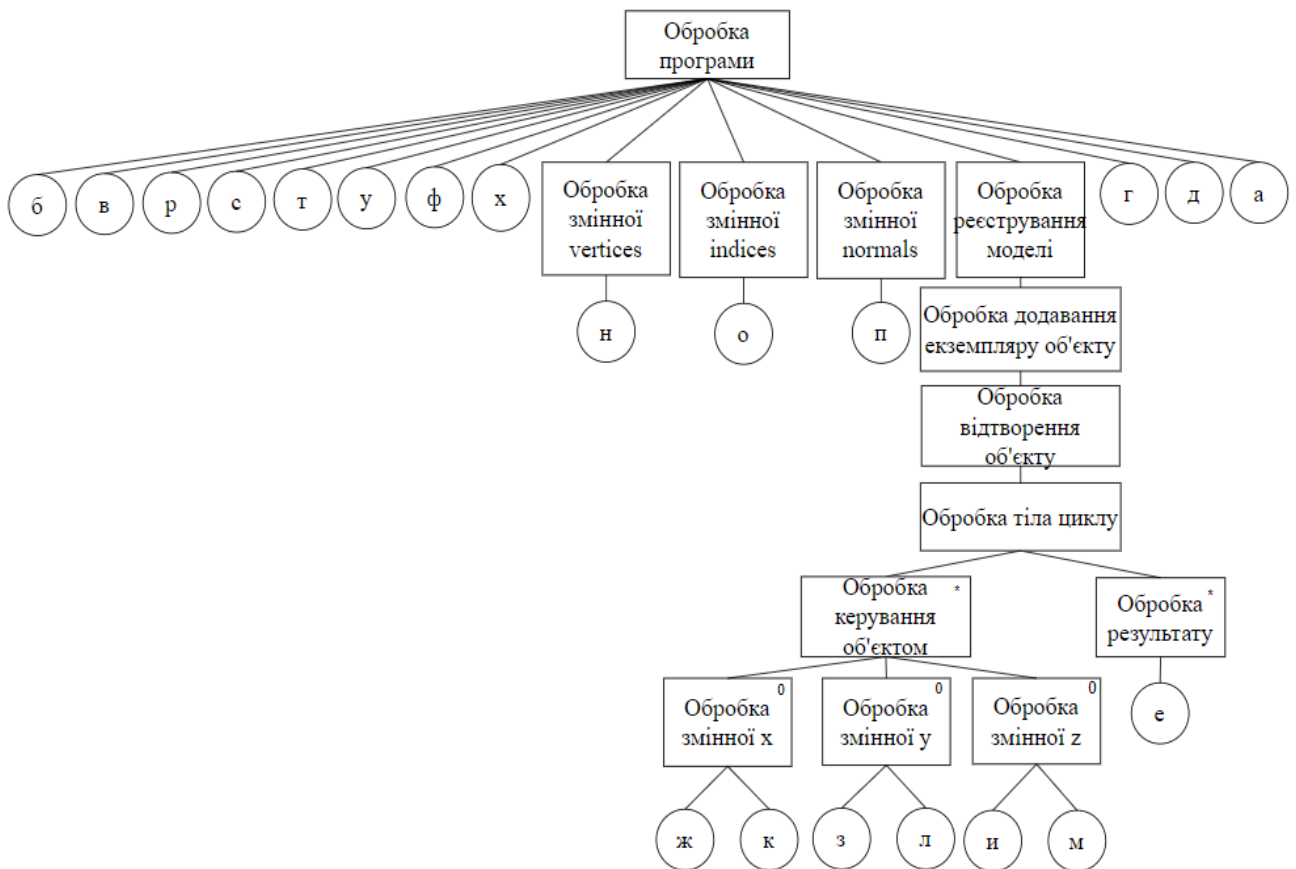 Обробка
програми
б
в
р
с
т
у
ф
х
Обробка
змінної
vertices
Обробка
змінної
indices
Обробка
змінної
normals
Обробка
реєстрування
моделі
г
д
а
н
о
п
Обробка додавання
екземпляру об'єкту
Обробка
відтворення
об'єкту
Обробка тіла циклу
Обробка *
керування
об'єктом
Обробка *
результату
Обробка 0
змінної x
Обробка 0
змінної y
Обробка 0
змінної z
е
ж
к
з
л
и
м